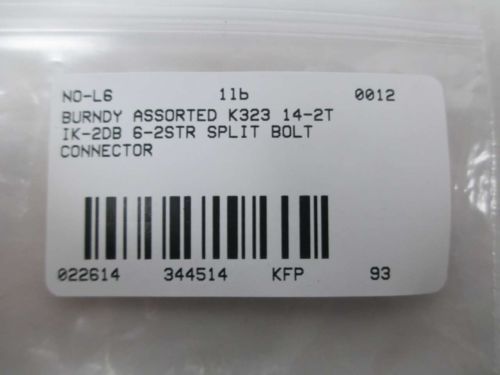 NO-L6 1lb 0012
BURNDY ASSORTED K323 14-2T
IK-2DB 6-2STR SPLIT BOLT
CONNECTOR
022614 344514 KFP 93